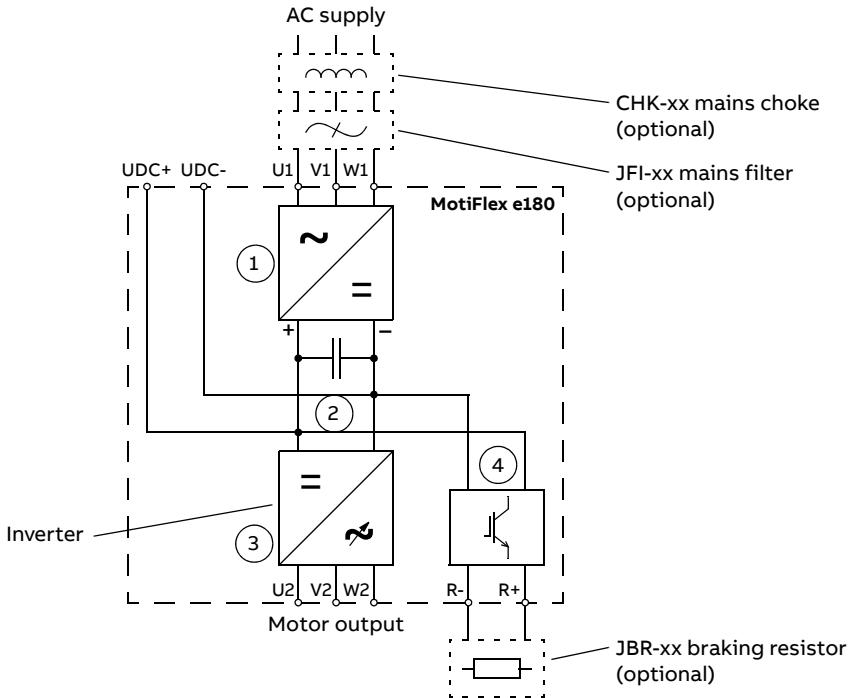 AC supply
CHK-xx mains choke
(optional)
JFI-xx mains filter
(optional)
UDC+ UDC- U1 V1 W1
MotiFlex e180
1
~
=
+ −
2
4
=
Inverter
3
~
U2 V2 W2 R- R+
Motor output
JBR-xx braking resistor
(optional)